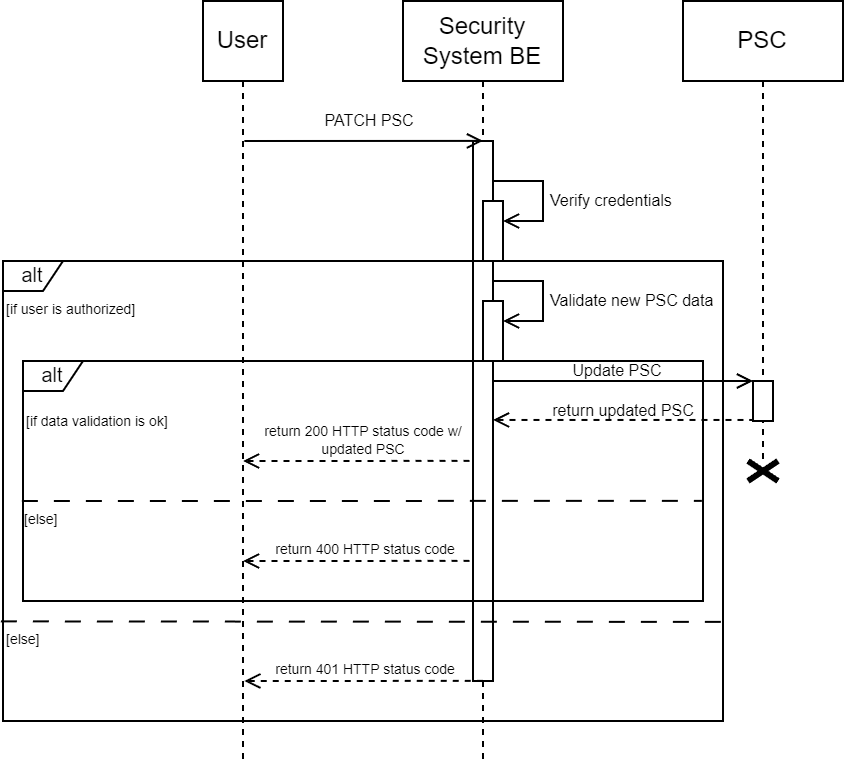 User
Security
System BE
PSC
PATCH PSC
Verify credentials
alt
[if user is authorized]
Validate new PSC data
alt
Update PSC
[if data validation is ok]
return updated PSC
return 200 HTTP status code w/
updated PSC
[else]
return 400 HTTP status code
[else]
return 401 HTTP status code